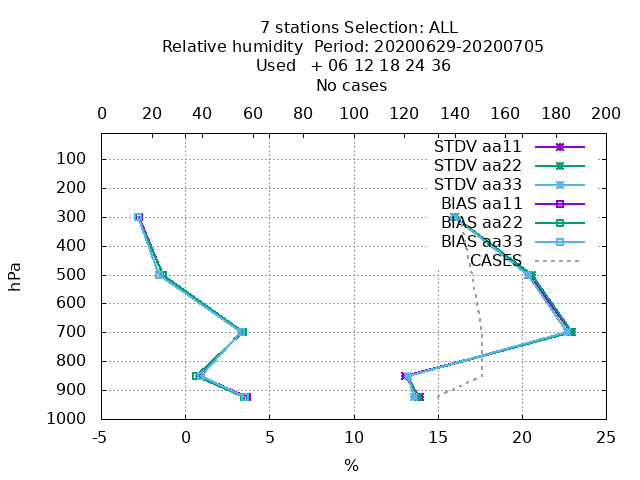 7 stations Selection: ALL
Relative humidity  Period: 20200629-20200705
Used   + 06 12 18 24 36
No cases
0 20 40 60 80 100 120 140 160 180 200
STDV aa11
STDV aa22
STDV aa33
BIAS aa11
BIAS aa22
BIAS aa33
CASES
100
200
300
400
500
600
700
800
900
1000
hPa
-5 0 5 10 15 20 25
%